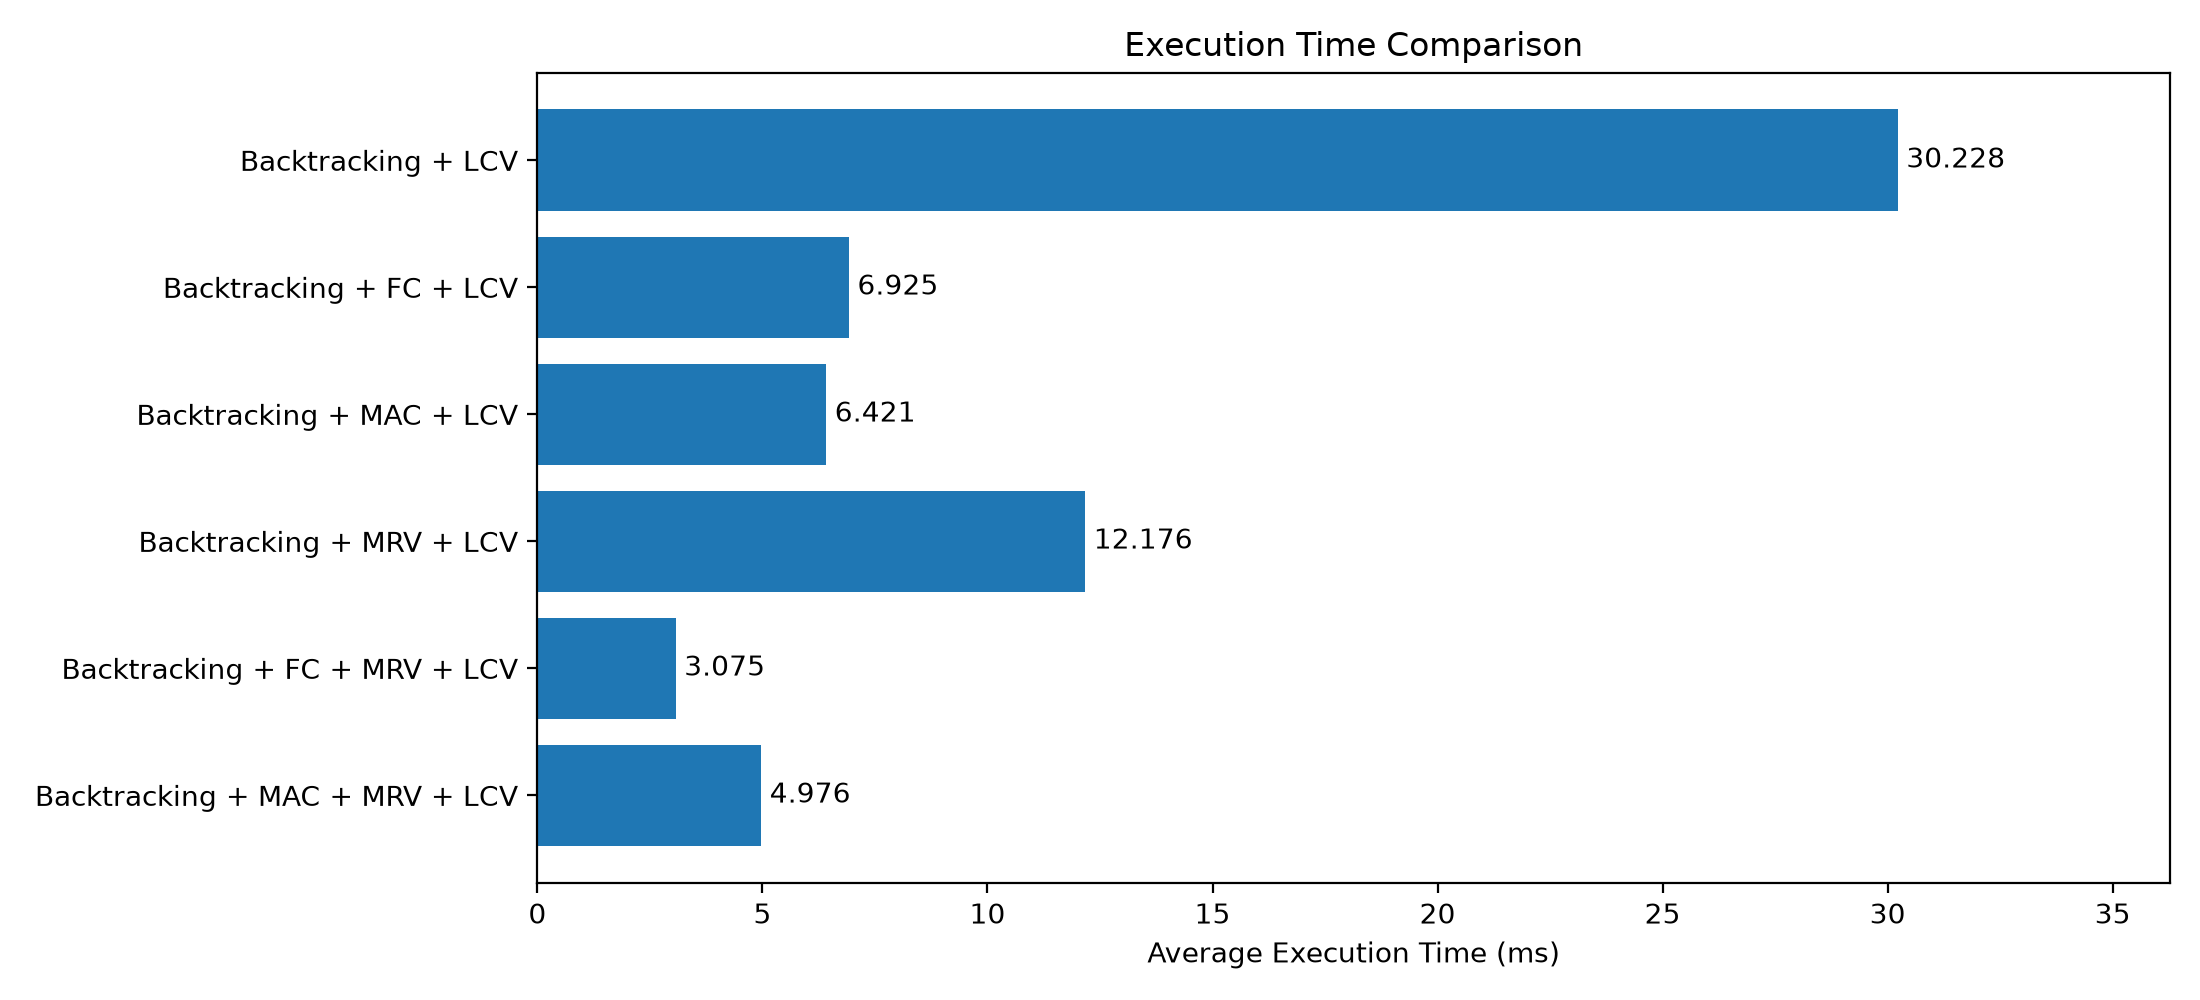 Execution Time Comparison
Backtracking + LCV
30.228
Backtracking + FC + LCV
6.925
Backtracking + MAC + LCV
6.421
Backtracking + MRV + LCV
12.176
Backtracking + FC + MRV + LCV
3.075
Backtracking + MAC + MRV + LCV
4.976
0 5 10 15 20 25 30 35
Average Execution Time (ms)